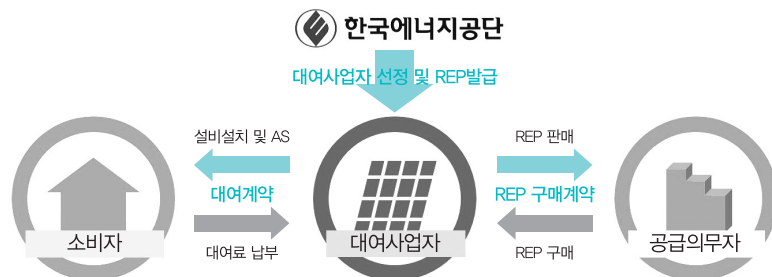 한국에너지공단
대여사업자 선정 및 REP발급
설비설치 및 AS
REP 판매
대여계약
REP 구매계약
소비자
대여사업자
공급의무자
대여료 납부
REP 구매